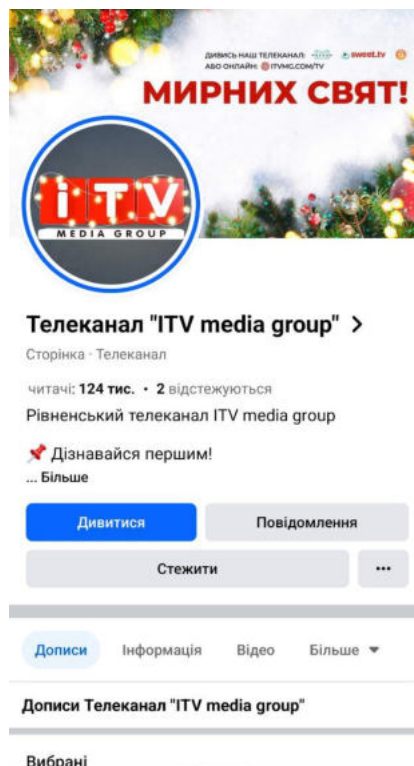 ДИВИСЬ НАШ ТЕЛЕКАНАЛ: sweet.tv
АБО ОНЛАЙН: ITVMG.COM/TV
МИРНИХ СВЯТ!
iTV
MEDIA GROUP
Телеканал "ITV media group"
Сторінка · Телеканал
читачі: 124 тис. • 2 відстежуються
Рівненський телеканал ITV media group
📌 Дізнавайся першим!
... Більше
Дивитися Повідомлення
Стежити ...
Дописи Інформація Відео Більше
Дописи Телеканал "ITV media group"
Вибрані